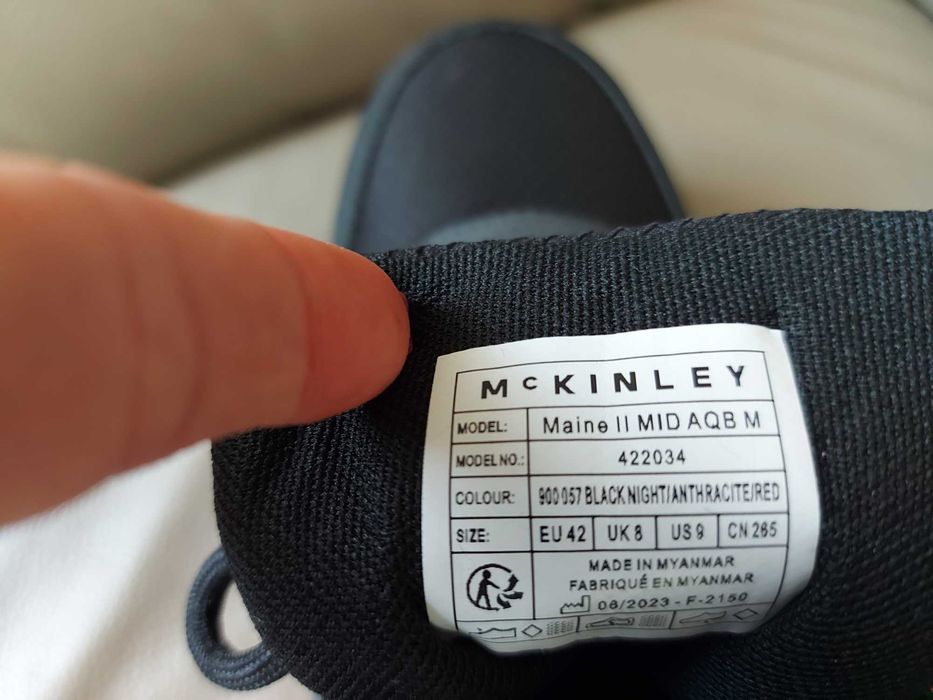 McKINLEY
MODEL: Maine II MID AQB M
MODEL NO.: 422034
COLOUR: 900 057 BLACK NIGHT/ANTHRACITE/RED
SIZE: EU 42 UK 8 US 9 CN 265
MADE IN MYANMAR
FABRIQUÉ EN MYANMAR
06/2023 - F-2150